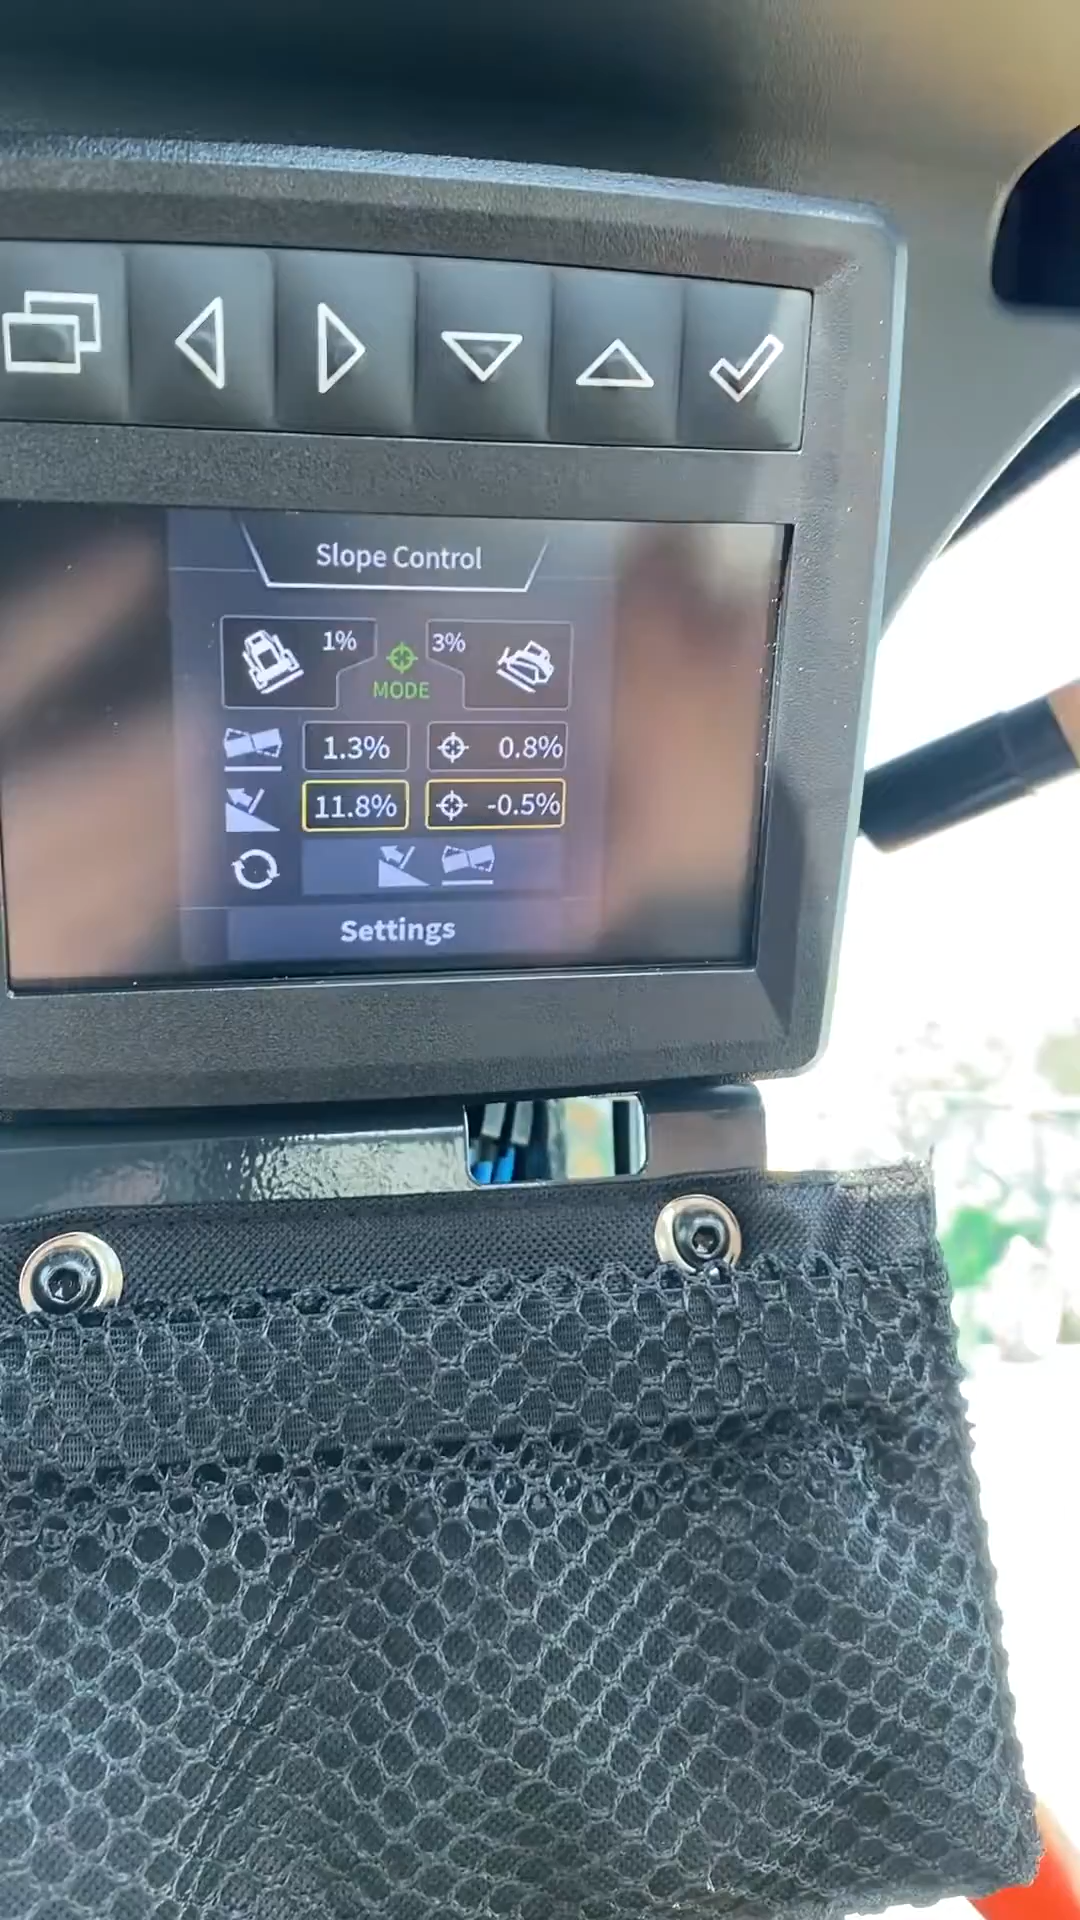 Slope Control
1% 3%
MODE
1.3% 0.8%
11.8% -0.5%
Settings